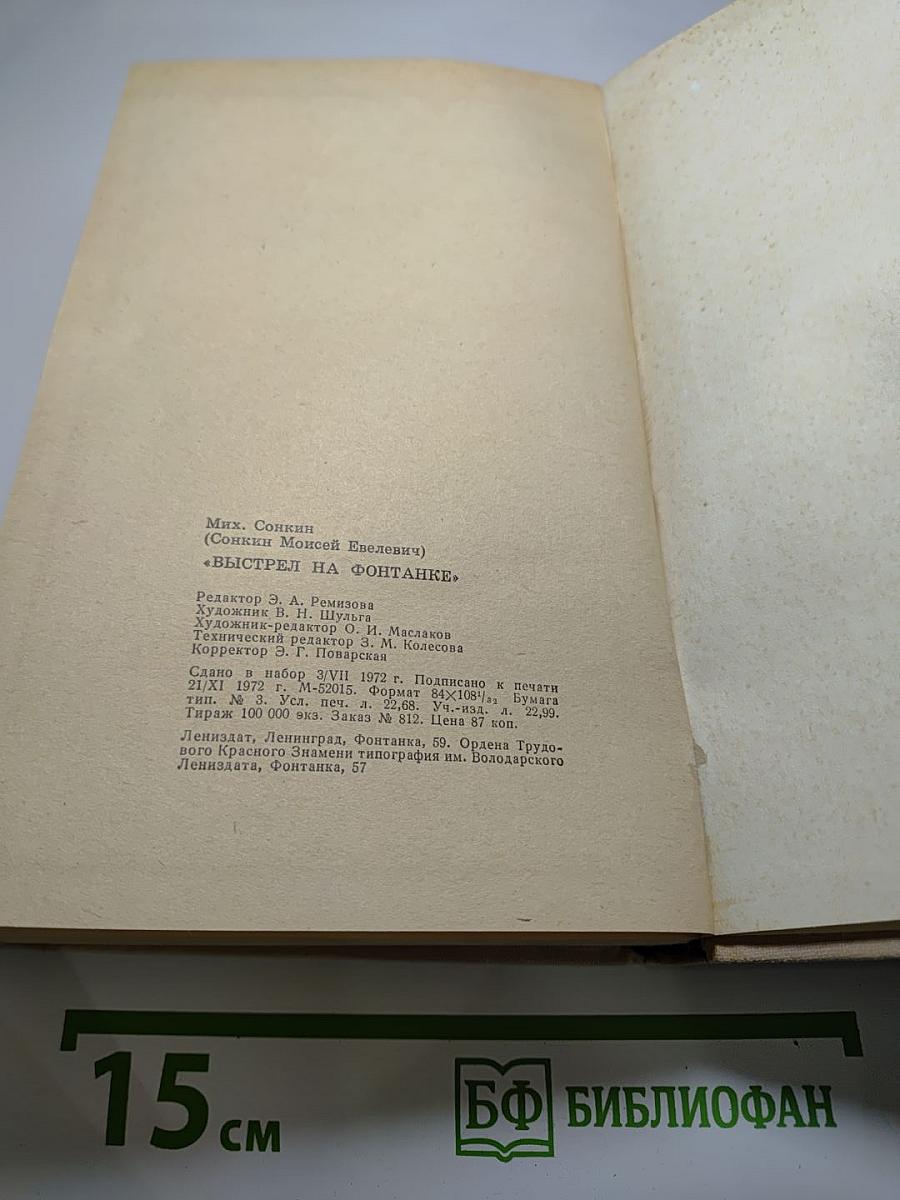 Мих. Сонкин
(Сонкин Моисей Евелевич)
«ВЫСТРЕЛ НА ФОНТАНКЕ»
Редактор Э. А. Ремизова
Художник В. Н. Шульга
Художник-редактор О. И. Маслаков
Технический редактор З. М. Колесова
Корректор Э. Г. Поварская
Сдано в набор 3/VII 1972 г. Подписано к печати
21/XI 1972 г. М-52015. Формат 84×108¹/₃₂ Бумага
тип. № 3. Усл. печ. л. 22,68. Уч.-изд. л. 22,99.
Тираж 100 000 экз. Заказ № 812. Цена 87 коп.
Лениздат, Ленинград, Фонтанка, 59. Ордена Трудо-
вого Красного Знамени типография им. Володарского
Лениздата, Фонтанка, 57
15 см
БФ БИБЛИОФАН